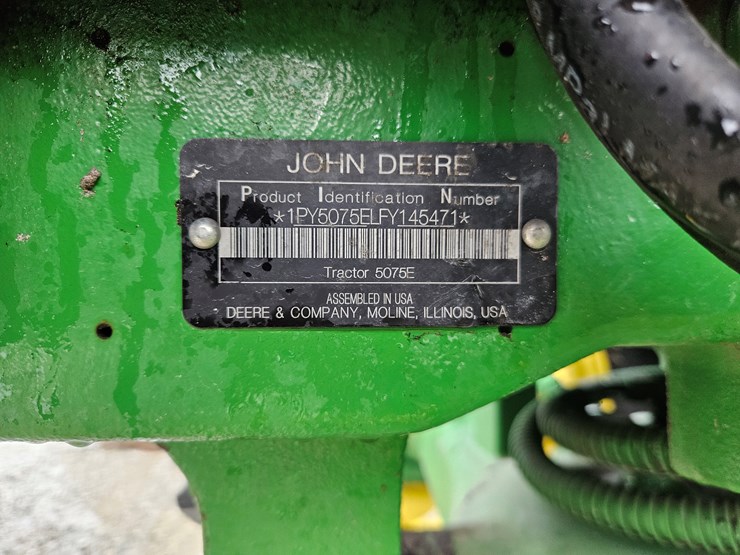 JOHN DEERE
Product Identification Number
*1PY5075ELFY145471*
Tractor 5075E
ASSEMBLED IN USA
DEERE & COMPANY, MOLINE, ILLINOIS, USA